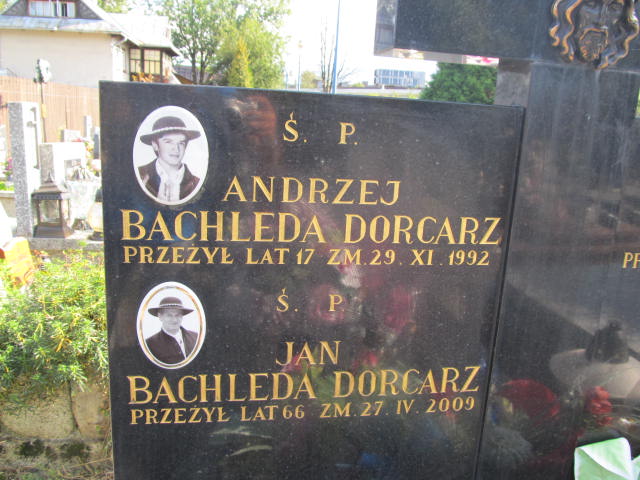 Ś. P.
ANDRZEJ
BACHLEDA DORCARZ
PRZEŻYŁ LAT 17 ZM. 29. XI. 1992
Ś. P.
JAN
BACHLEDA DORCARZ
PRZEŻYŁ LAT 66 ZM. 27. IV. 2009